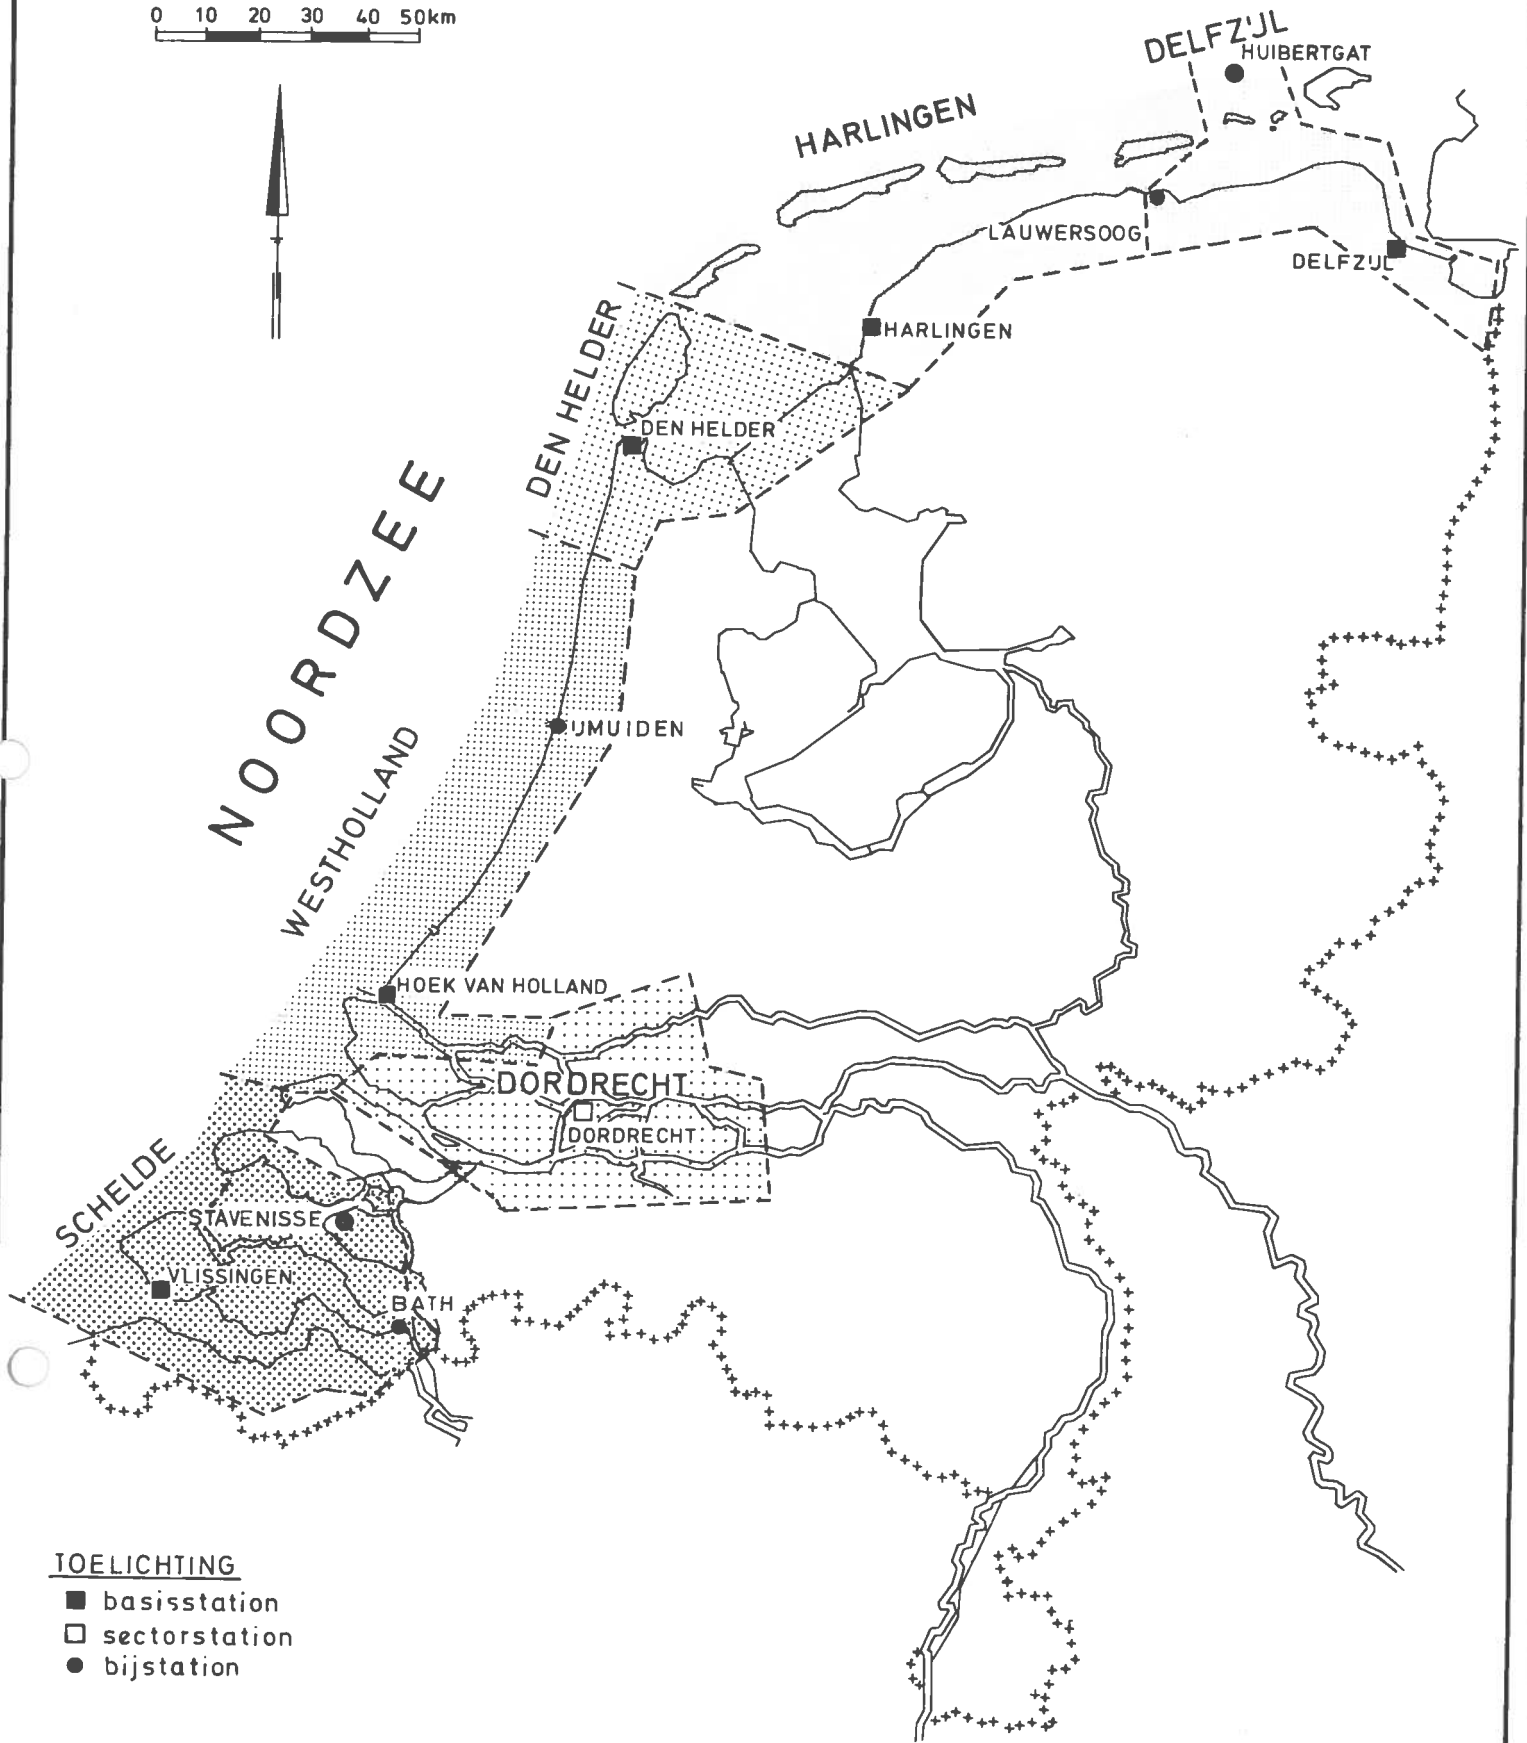 0 10 20 30 40 50km
DELFZIJL
HUIBERTGAT
HARLINGEN
LAUWERSOOG
DELFZIJL
HARLINGEN
DEN HELDER
DEN HELDER
NOORDZEE
IJMUIDEN
WESTHOLLAND
HOEK VAN HOLLAND
DORDRECHT
DORDRECHT
SCHELDE
STAVENISSE
VLISSINGEN
BATH
TOELICHTING
basisstation
sectorstation
bijstation